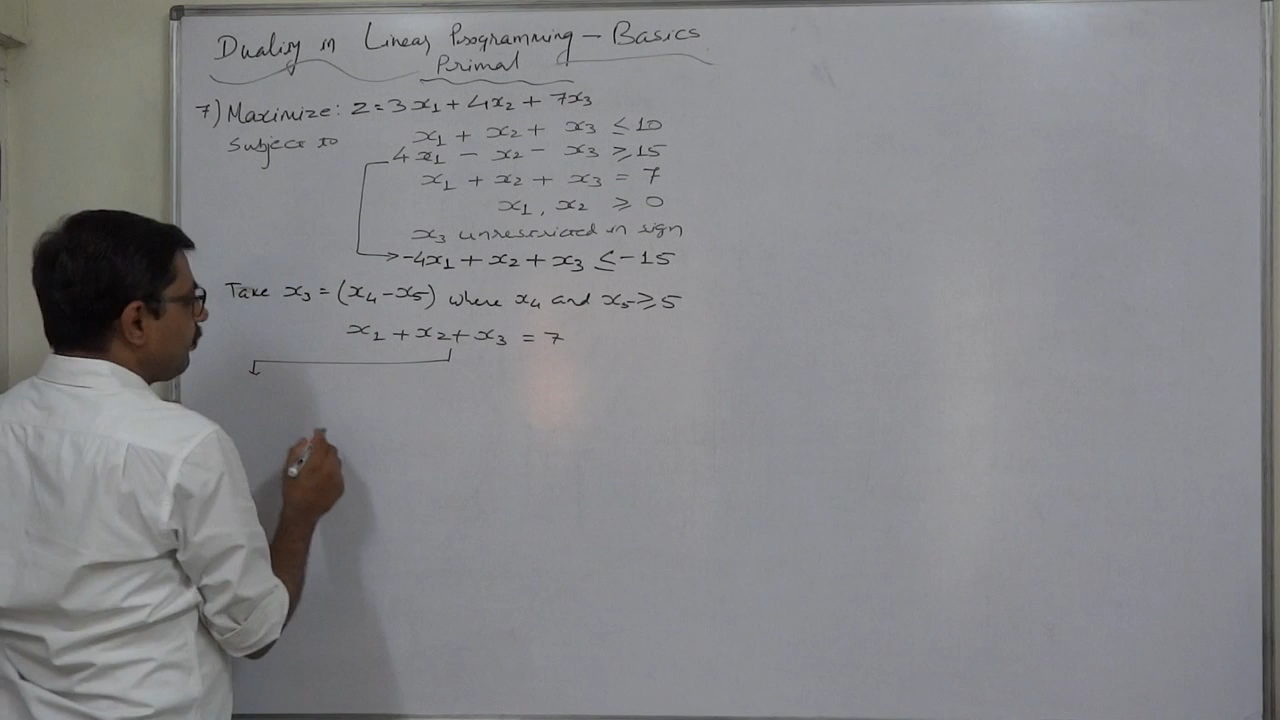 Duality in Linear Programming - Basics
Primal
7) Maximize: Z = 3x₁ + 4x₂ + 7x₃
Subject to x₁ + x₂ + x₃ ≤ 10
4x₁ - x₂ - x₃ ≥ 15
x₁ + x₂ + x₃ = 7
x₁, x₂ ≥ 0
x₃ unrestricted in sign
-4x₁ + x₂ + x₃ ≤ -15
Take x₃ = (x₄ - x₅) where x₄ and x₅ ≥ 5
x₁ + x₂ + x₃ = 7